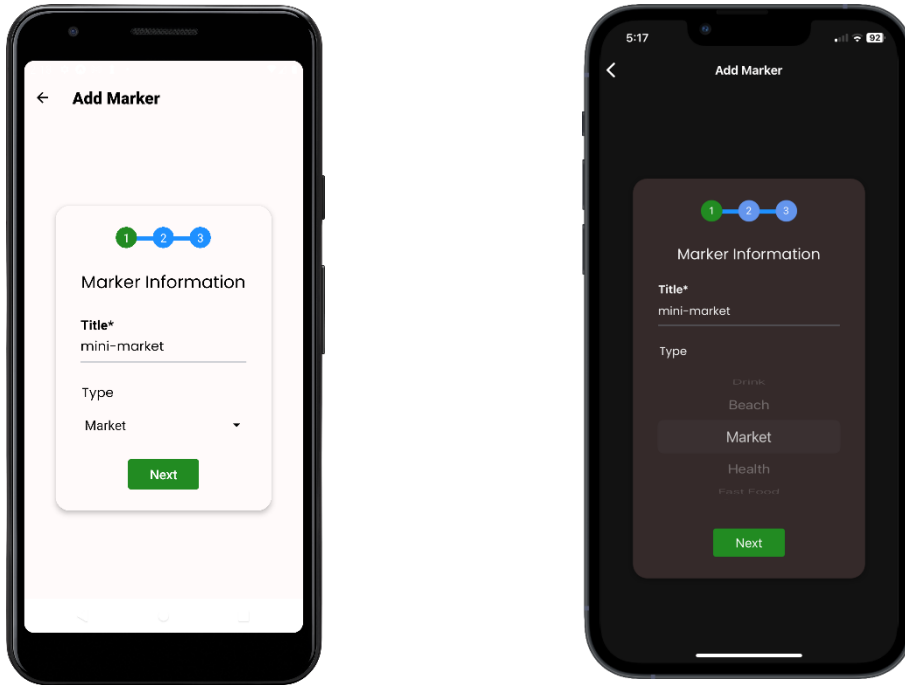 Add Marker
1 2 3
Marker Information
Title*
mini-market
Type
Market
Next
5:17
92
Add Marker
1 2 3
Marker Information
Title*
mini-market
Type
Drink
Beach
Market
Health
Fast Food
Next